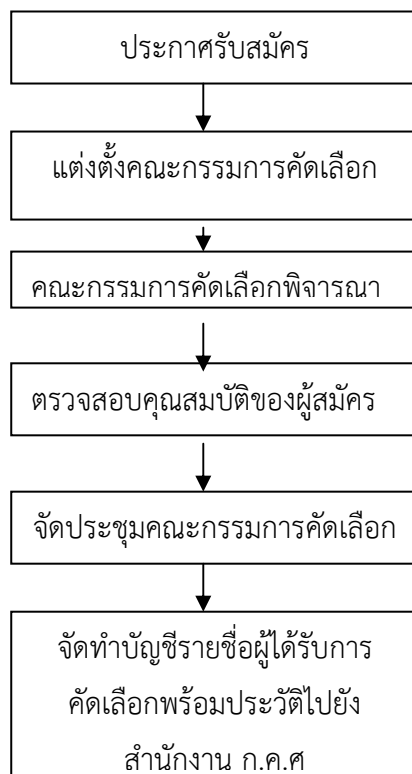 ประกาศรับสมัคร
แต่งตั้งคณะกรรมการคัดเลือก
คณะกรรมการคัดเลือกพิจารณา
ตรวจสอบคุณสมบัติของผู้สมัคร
จัดประชุมคณะกรรมการคัดเลือก
จัดทำบัญชีรายชื่อผู้ได้รับการ
คัดเลือกพร้อมประวัติไปยัง
สำนักงาน ก.ค.ศ